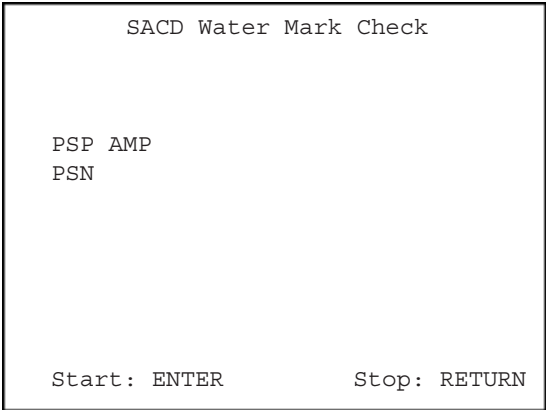 SACD Water Mark Check
PSP AMP
PSN
Start: ENTER Stop: RETURN